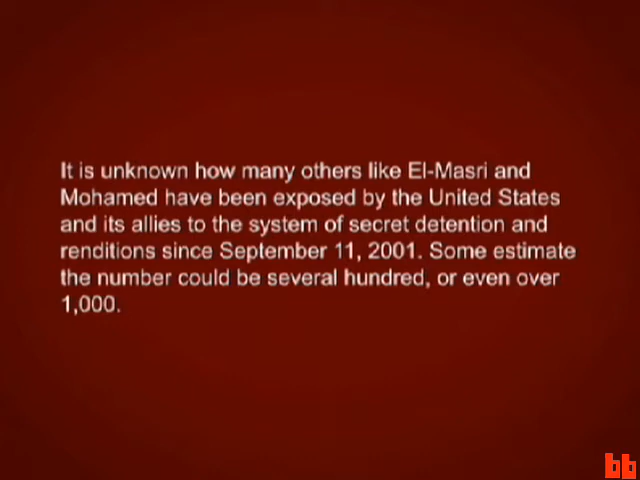 It is unknown how many others like El-Masri and
Mohamed have been exposed by the United States
and its allies to the system of secret detention and
renditions since September 11, 2001. Some estimate
the number could be several hundred, or even over
1,000.
bb